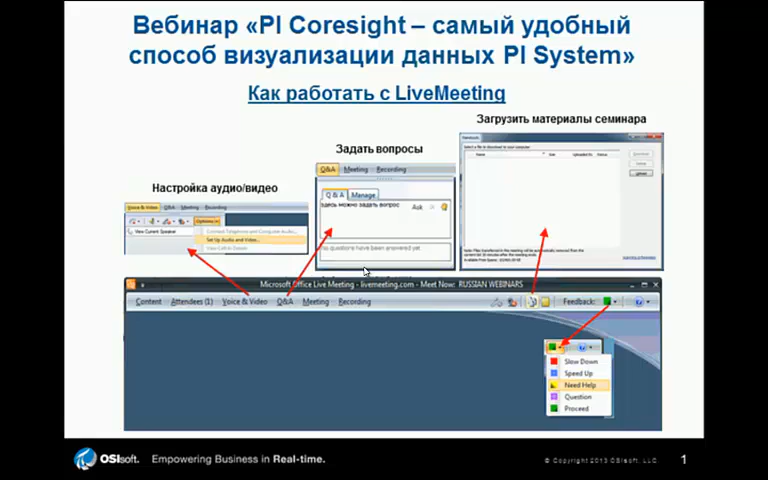 Вебинар «PI Coresight – самый удобный
способ визуализации данных PI System»
Как работать с LiveMeeting
Загрузить материалы семинара
Задать вопросы
Настройка аудио/видео
Q&A Meeting Recording
Q & A Manage
здесь можно задать вопрос
Ask
No questions have been answered yet
Voice & Video Q&A Meeting Recording
Options
View Current Speaker
Set Up Audio and Video...
Microsoft Office Live Meeting - livemeeting.com - Meet Now: RUSSIAN WEBINARS
Content Attendees (1) Voice & Video Q&A Meeting Recording Feedback:
Slow Down
Speed Up
Need Help
Question
Proceed
OSIsoft. Empowering Business in Real-time.
© Copyright 2013 OSIsoft, LLC.
1